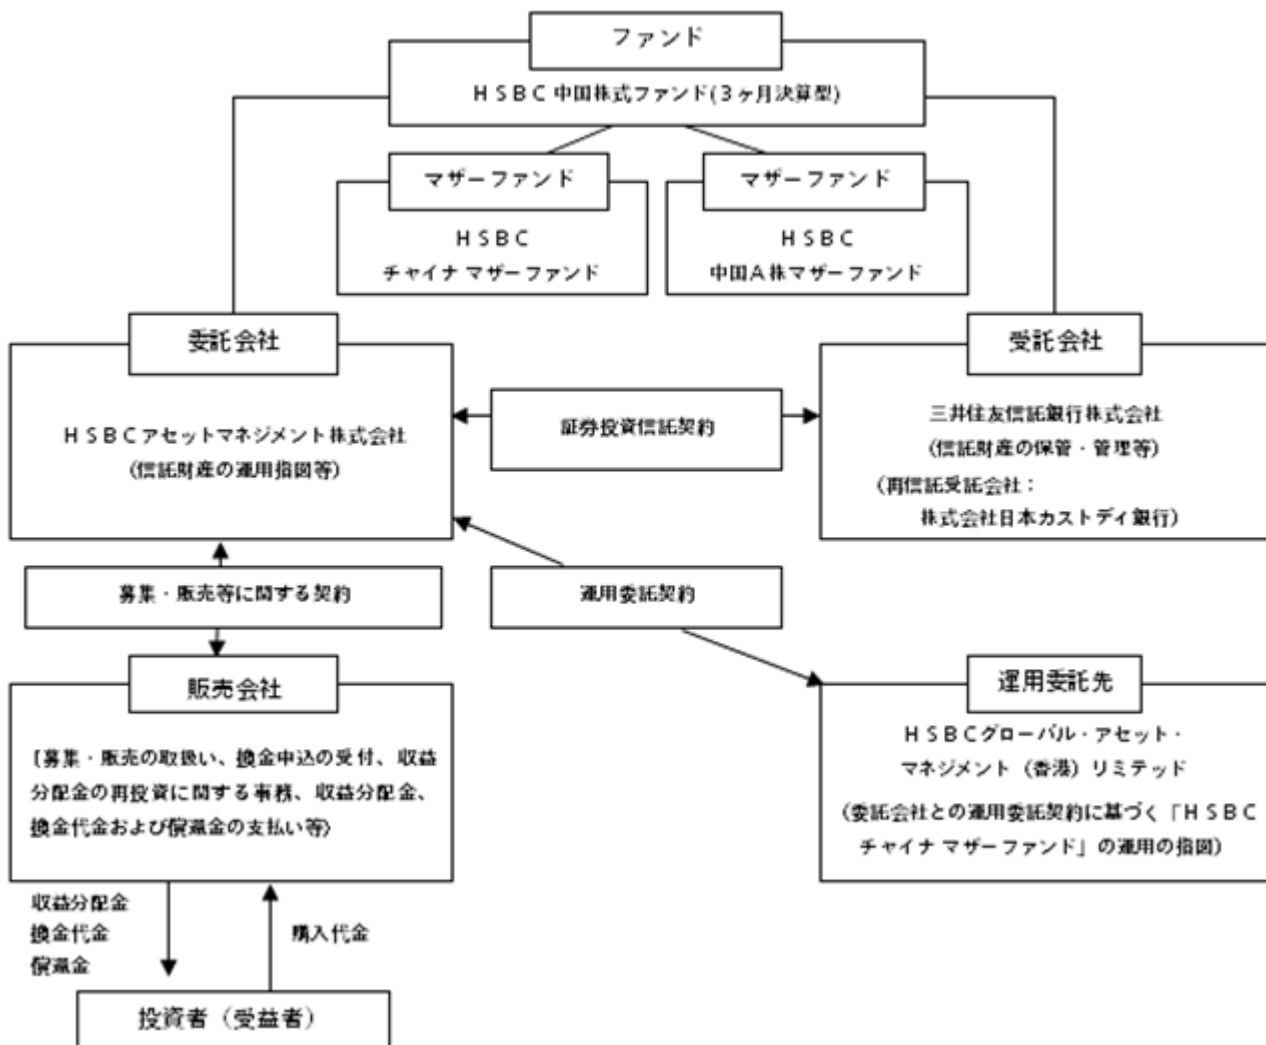 ファンド
ＨＳＢＣ 中国株式ファンド(３ヶ月決算型)
マザーファンド
ＨＳＢＣ
チャイナ マザーファンド
マザーファンド
ＨＳＢＣ
中国Ａ株マザーファンド
委託会社
ＨＳＢＣアセットマネジメント株式会社
(信託財産の運用指図等)
証券投資信託契約
受託会社
三井住友信託銀行株式会社
(信託財産の保管・管理等)
(再信託受託会社：
株式会社日本カストディ銀行)
募集・販売等に関する契約
運用委託契約
販売会社
[募集・販売の取扱い、換金申込の受付、収益
分配金の再投資に関する事務、収益分配金、
換金代金および償還金の支払い等}
運用委託先
ＨＳＢＣグローバル・アセット・
マネジメント (香港) リミテッド
(委託会社との運用委託契約に基づく「ＨＳＢＣ
チャイナ マザーファンド」の運用の指図)
収益分配金
換金代金
償還金
購入代金
投資者（受益者）